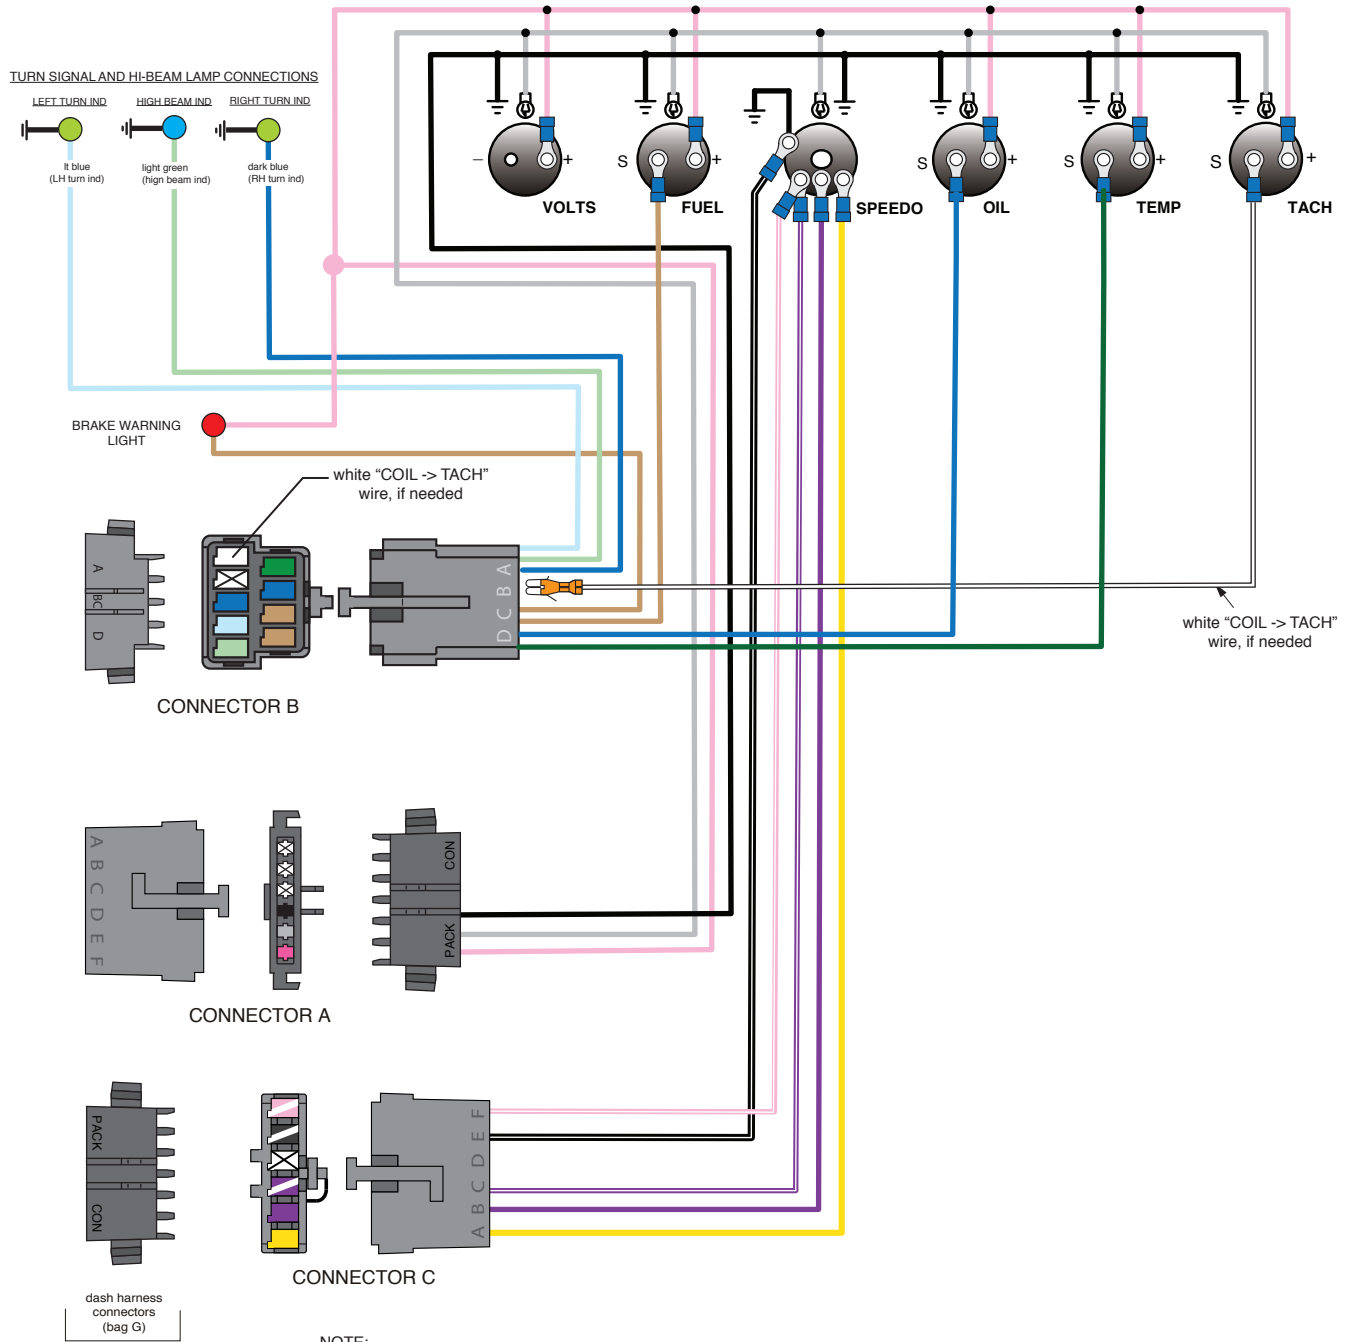 TURN SIGNAL AND HI-BEAM LAMP CONNECTIONS
LEFT TURN IND
HIGH BEAM IND
RIGHT TURN IND
lt blue
(LH turn ind)
light green
(hign beam ind)
dark blue
(RH turn ind)
−
+
VOLTS
S
+
FUEL
SPEEDO
S
+
OIL
S
+
TEMP
S
+
TACH
BRAKE WARNING
LIGHT
white “COIL -> TACH”
wire, if needed
A
BC
D
D C B A
white “COIL -> TACH”
wire, if needed
CONNECTOR B
A B C D E F
CON
PACK
CONNECTOR A
PACK
CON
A B C D E F
CONNECTOR C
dash harness
connectors
(bag G)
NOTE: